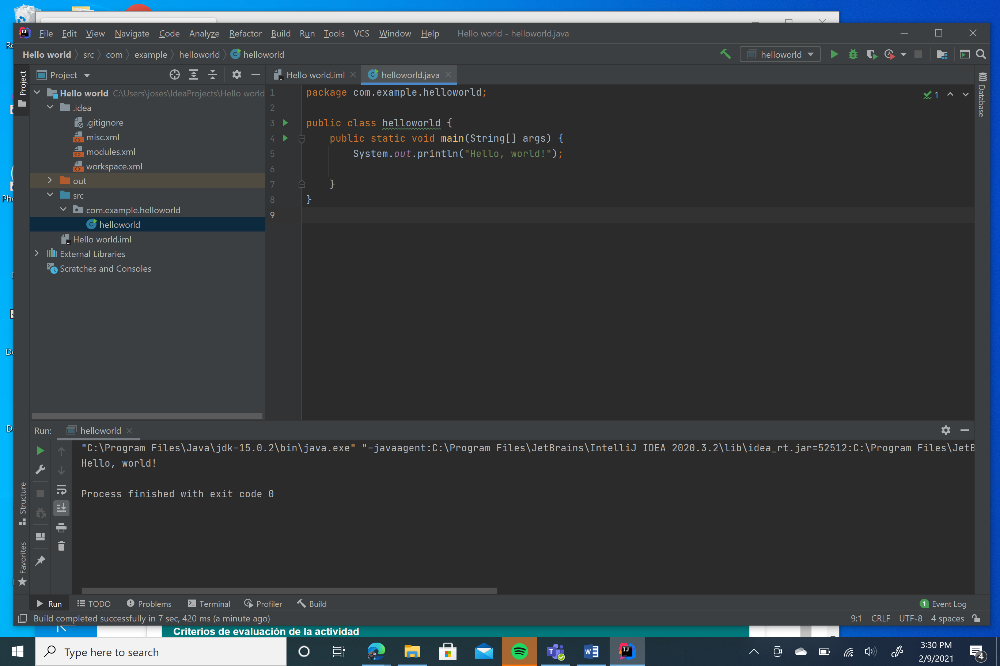 File Edit View Navigate Code Analyze Refactor Build Run Tools VCS Window Help Hello world - helloworld.java
Hello world src com example helloworld helloworld
helloworld
Project
Project
Hello world.iml
helloworld.java
Hello world C:\Users\joses\IdeaProjects\Hello world
.idea
.gitignore
misc.xml
modules.xml
workspace.xml
out
src
com.example.helloworld
helloworld
Hello world.iml
External Libraries
Scratches and Consoles
1 package com.example.helloworld;
2
3 public class helloworld {
4 public static void main(String[] args) {
5 System.out.println("Hello, world!");
6
7 }
8 }
9
1
Database
Run: helloworld
"C:\Program Files\Java\jdk-15.0.2\bin\java.exe" "-javaagent:C:\Program Files\JetBrains\IntelliJ IDEA 2020.3.2\lib\idea_rt.jar=52512:C:\Program Files\JetB
Hello, world!
Process finished with exit code 0
Structure
Favorites
Run TODO Problems Terminal Profiler Build
1 Event Log
Build completed successfully in 7 sec, 420 ms (a minute ago)
9:1 CRLF UTF-8 4 spaces
Criterios de evaluación de la actividad
Type here to search
3:30 PM
2/9/2021
4